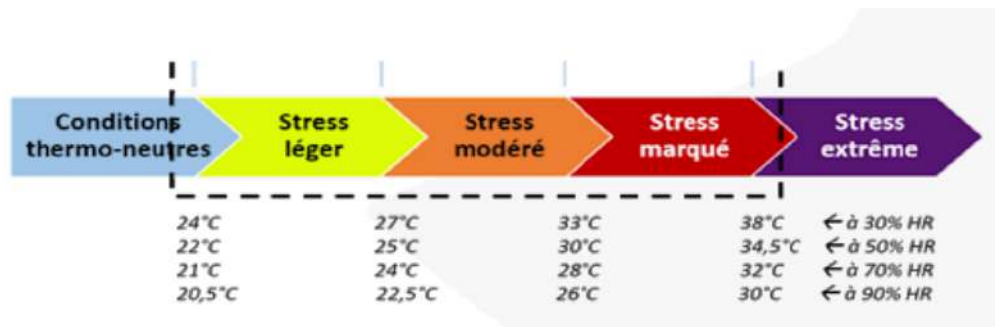 Conditions thermo-neutres
Stress léger
Stress modéré
Stress marqué
Stress extrême
24°C 27°C 33°C 38°C ← à 30% HR
22°C 25°C 30°C 34,5°C ← à 50% HR
21°C 24°C 28°C 32°C ← à 70% HR
20,5°C 22,5°C 26°C 30°C ← à 90% HR